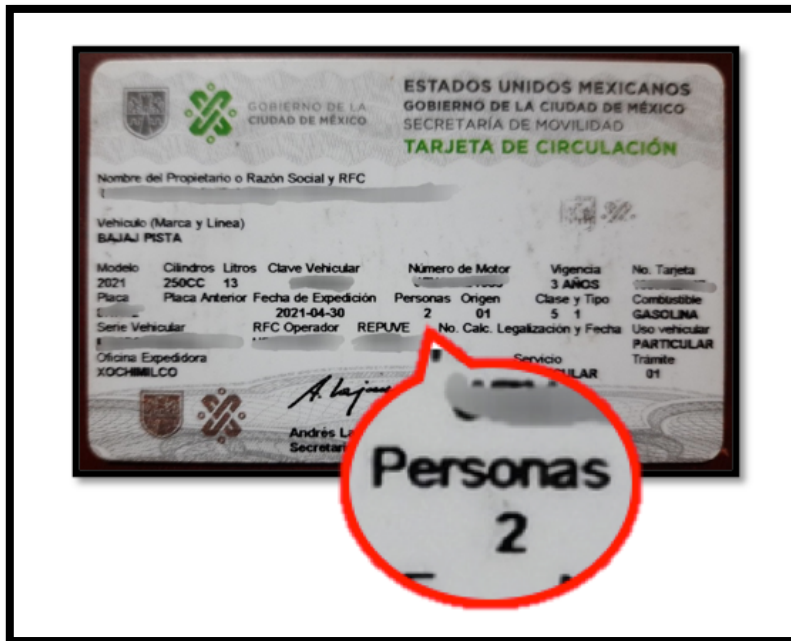 GOBIERNO DE LA
CIUDAD DE MÉXICO
ESTADOS UNIDOS MEXICANOS
GOBIERNO DE LA CIUDAD DE MÉXICO
SECRETARÍA DE MOVILIDAD
TARJETA DE CIRCULACIÓN
Nombre del Propietario o Razón Social y RFC
Vehiculo (Marca y Linea)
BAJAJ PISTA
Modelo Cilindros Litros Clave Vehicular Número de Motor Vigencia No. Tarjeta
2021 250CC 13 3 AÑOS
Placa Placa Anterior Fecha de Expedición Personas Origen Clase y Tipo Combustible
2021-04-30 2 01 5 1 GASOLINA
Serie Vehicular RFC Operador REPUVE No. Calc. Legalización y Fecha Uso vehicular
PARTICULAR
Oficina Expedidora Servicio Trámite
XOCHIMILCO 01
Andrés
Personas
2